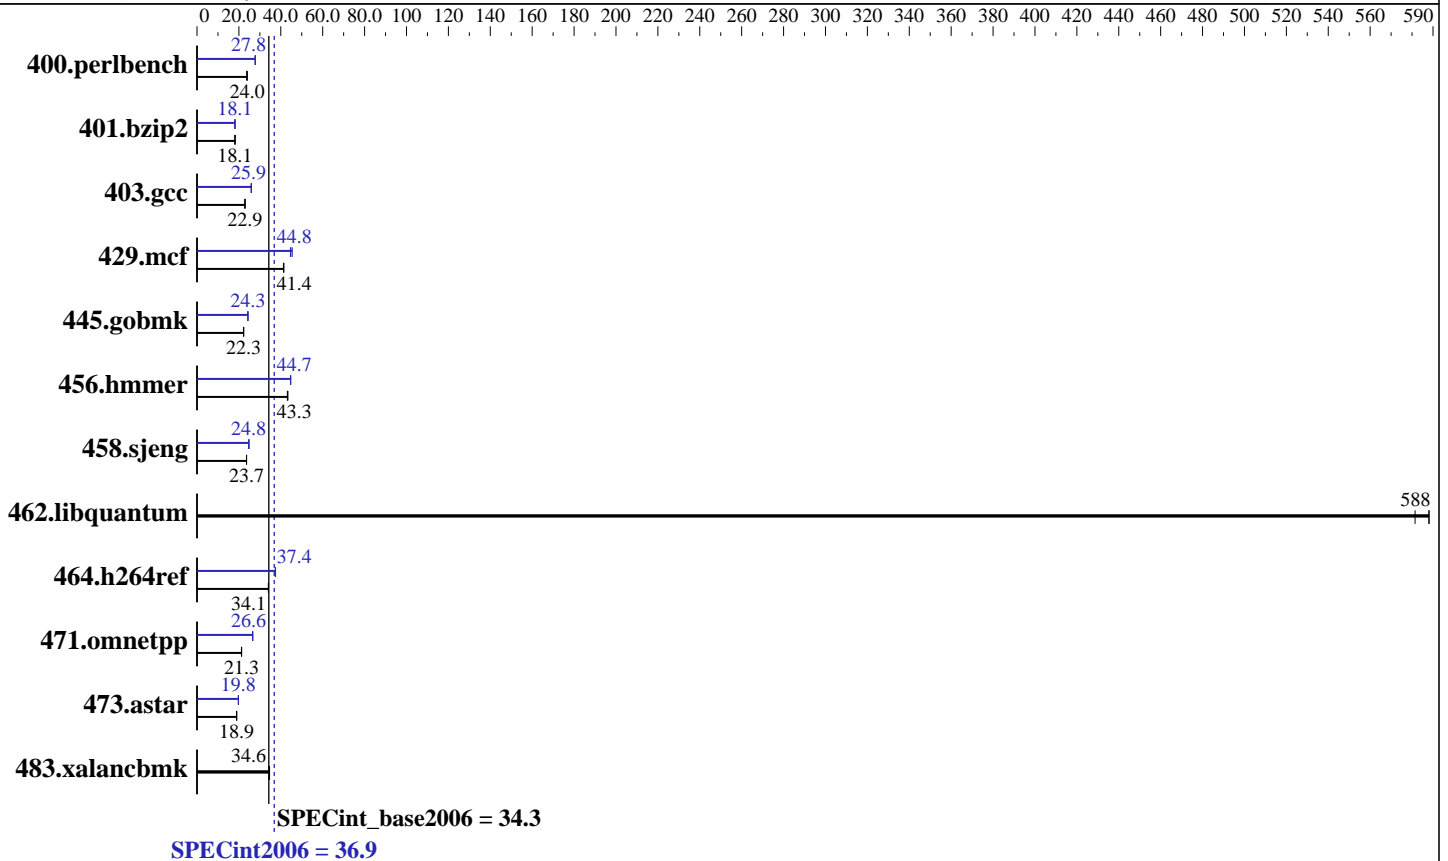 0 20.0 40.0 60.0 80.0 100 120 140 160 180 200 220 240 260 280 300 320 340 360 380 400 420 440 460 480 500 520 540 560 590
27.8
400.perlbench
24.0
18.1
401.bzip2
18.1
25.9
403.gcc
22.9
44.8
429.mcf
41.4
24.3
445.gobmk
22.3
44.7
456.hmmer
43.3
24.8
458.sjeng
23.7
588
462.libquantum
37.4
464.h264ref
34.1
26.6
471.omnetpp
21.3
19.8
473.astar
18.9
34.6
483.xalancbmk
SPECint_base2006 = 34.3
SPECint2006 = 36.9